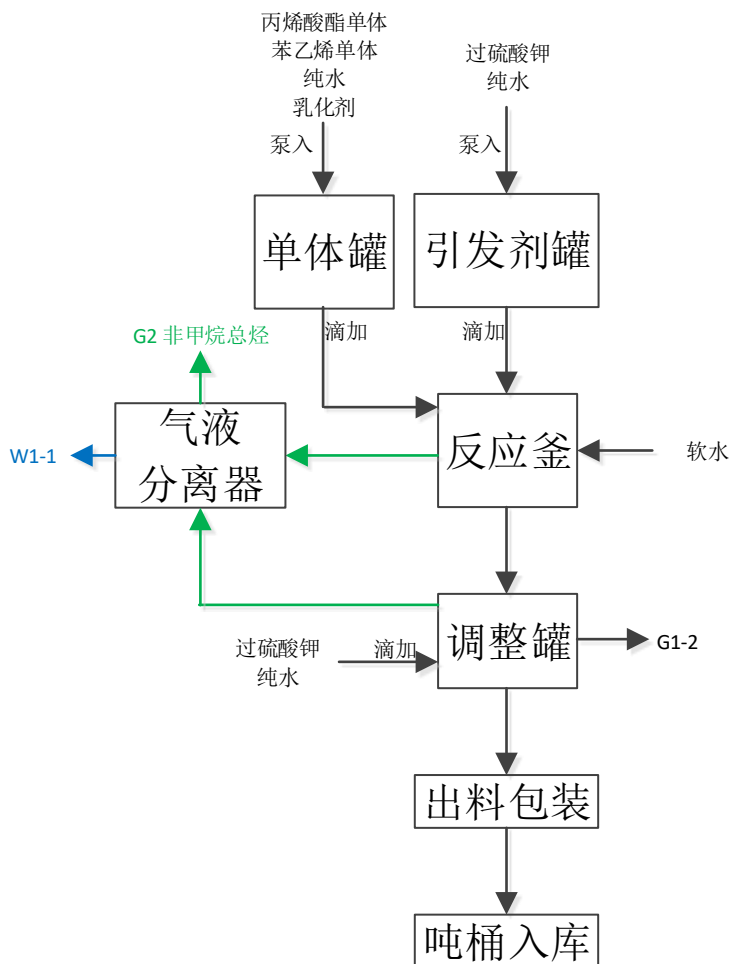 丙烯酸酯单体
苯乙烯单体
纯水
乳化剂
过硫酸钾
纯水
泵入
泵入
单体罐
引发剂罐
滴加
滴加
G2 非甲烷总烃
气液
分离器
W1-1
反应釜
软水
调整罐
G1-2
过硫酸钾
纯水
滴加
出料包装
吨桶入库